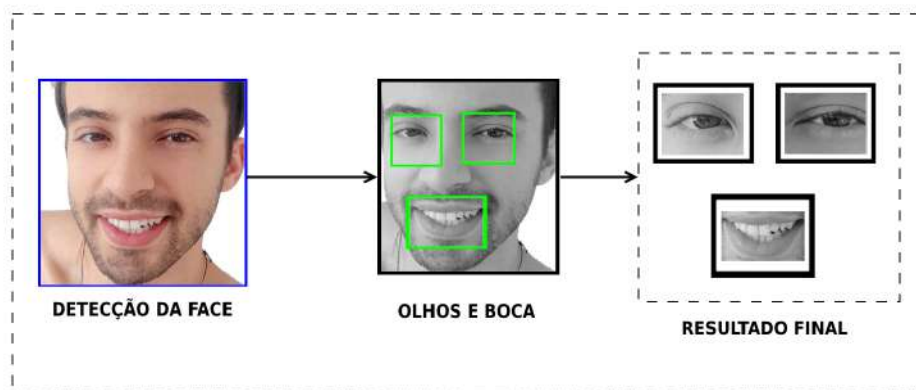 DETECÇÃO DA FACE
OLHOS E BOCA
RESULTADO FINAL